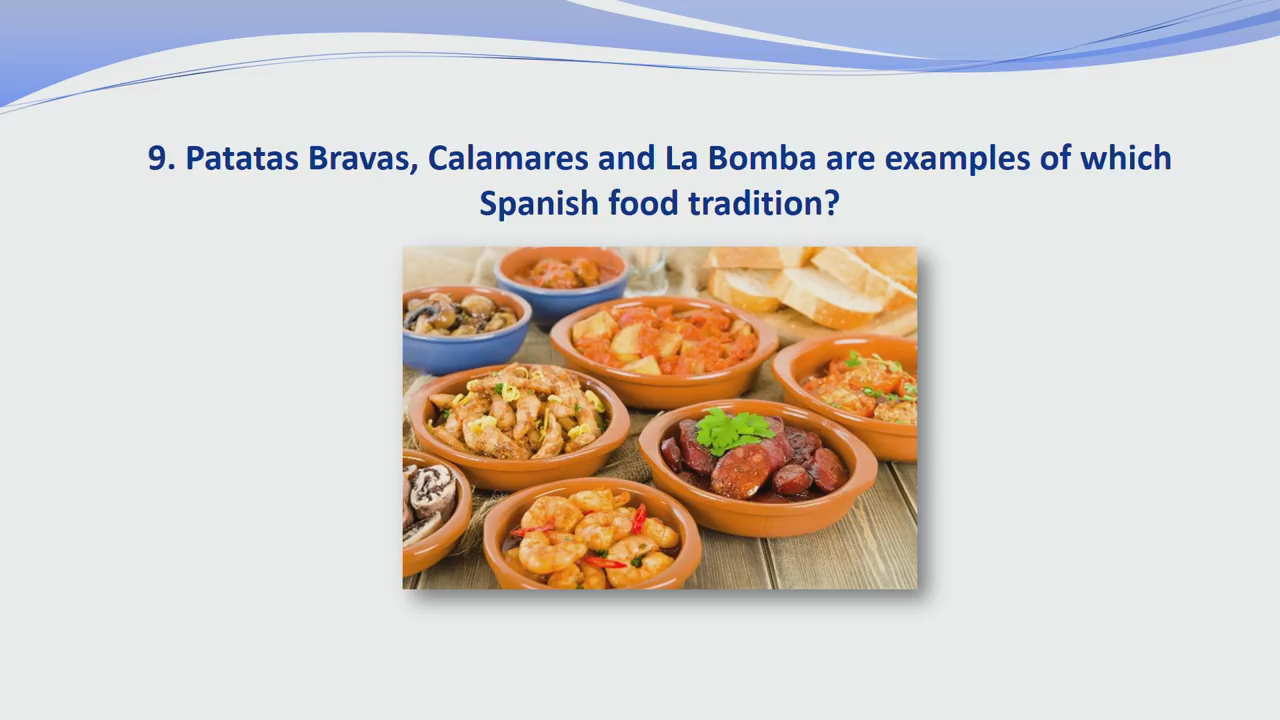 9. Patatas Bravas, Calamares and La Bomba are examples of which
Spanish food tradition?